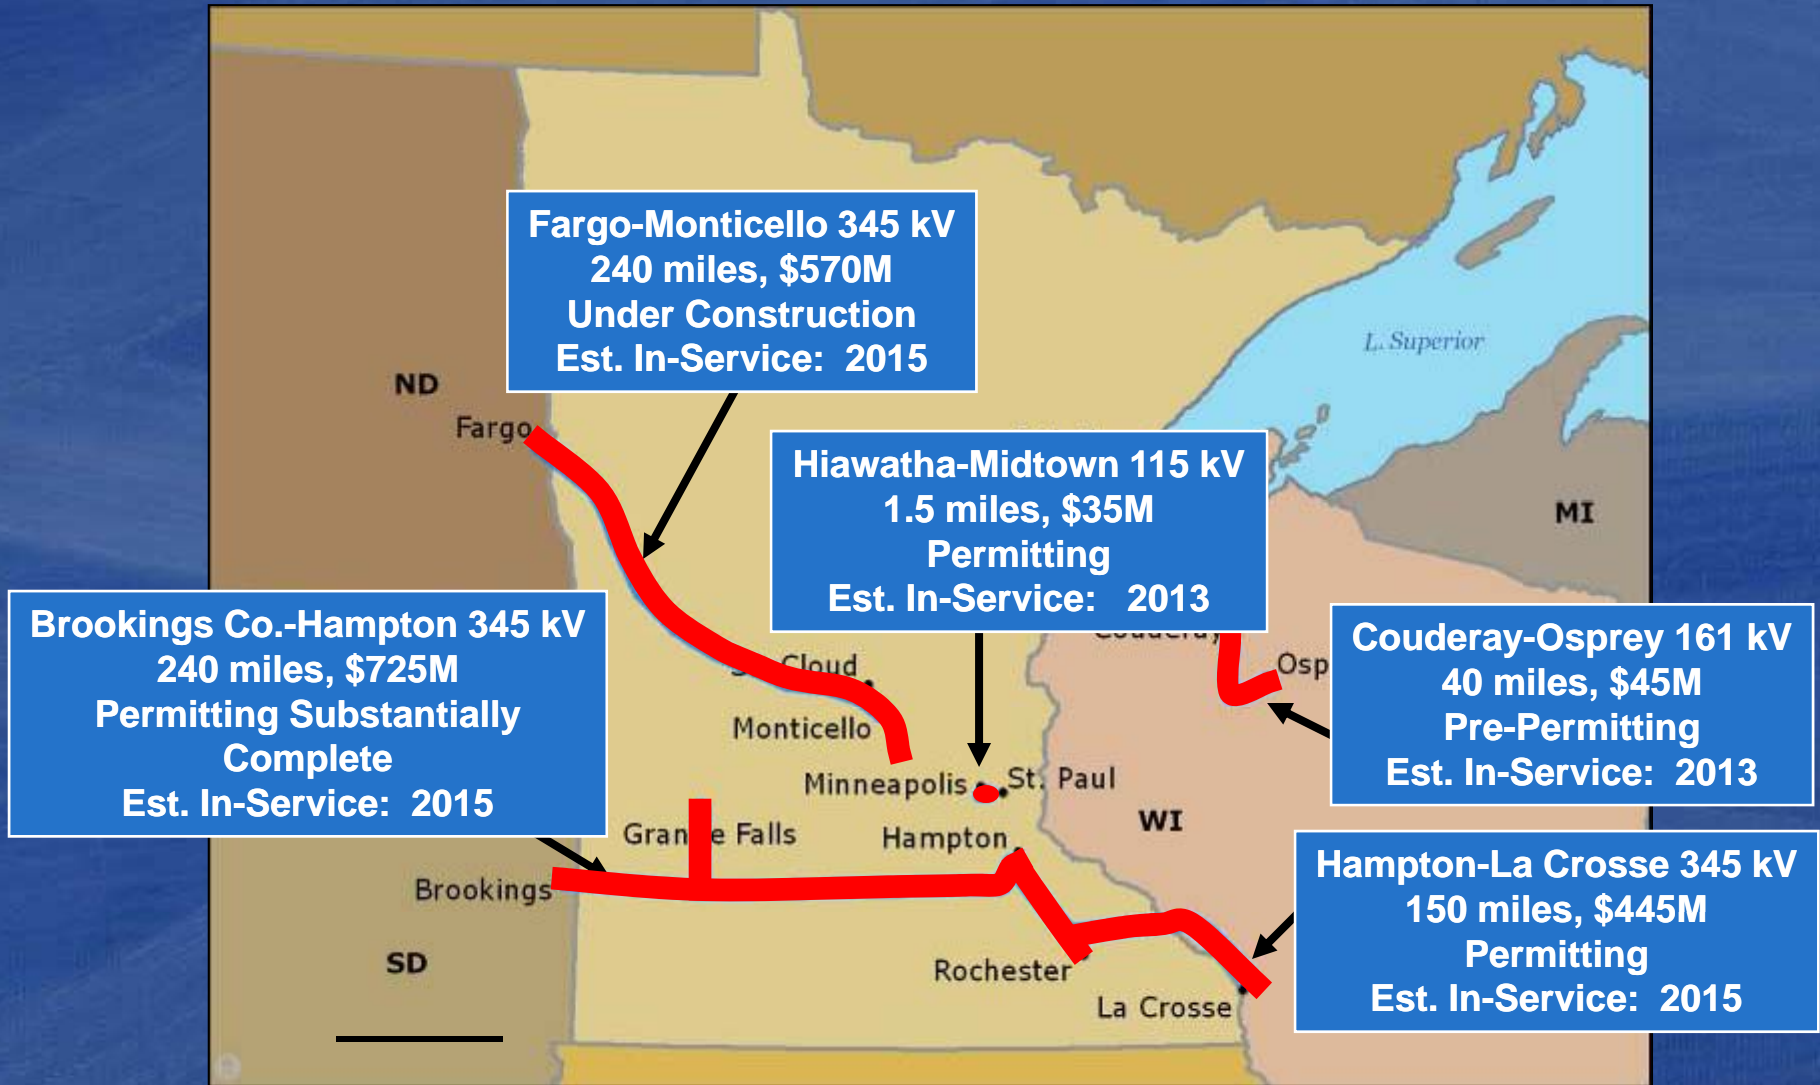 Fargo-Monticello 345 kV
240 miles, $570M
Under Construction
Est. In-Service: 2015
L. Superior
ND
Fargo
Hiawatha-Midtown 115 kV
1.5 miles, $35M
Permitting
Est. In-Service: 2013
MI
Brookings Co.-Hampton 345 kV
240 miles, $725M
Permitting Substantially
Complete
Est. In-Service: 2015
Couderay
Osp
Couderay-Osprey 161 kV
40 miles, $45M
Pre-Permitting
Est. In-Service: 2013
Cloud
Monticello
Minneapolis
St. Paul
WI
Falls
Hampton
Brookings
Hampton-La Crosse 345 kV
150 miles, $445M
Permitting
Est. In-Service: 2015
SD
Rochester
La Crosse